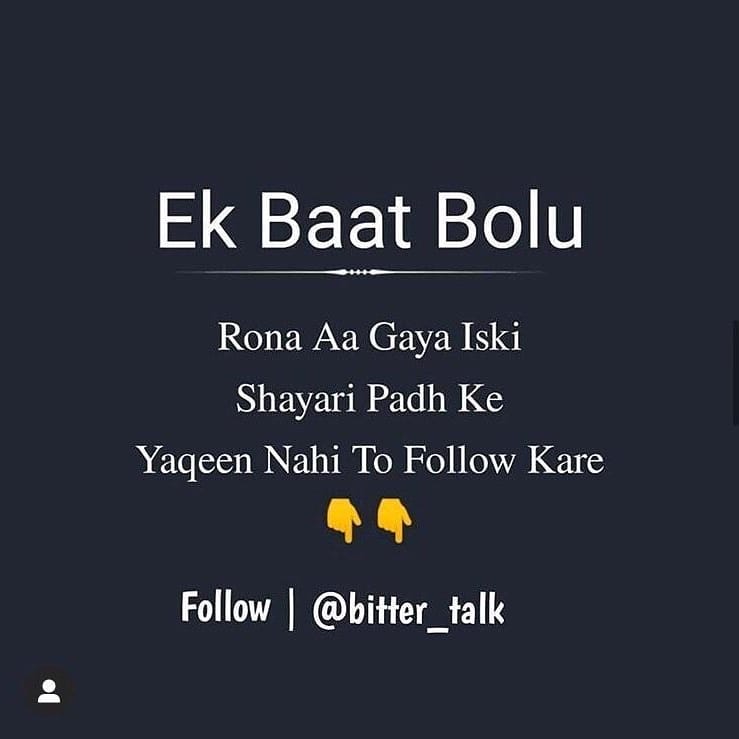 Ek Baat Bolu
Rona Aa Gaya Iski
Shayari Padh Ke
Yaqeen Nahi To Follow Kare
👇👇
Follow | @bitter_talk